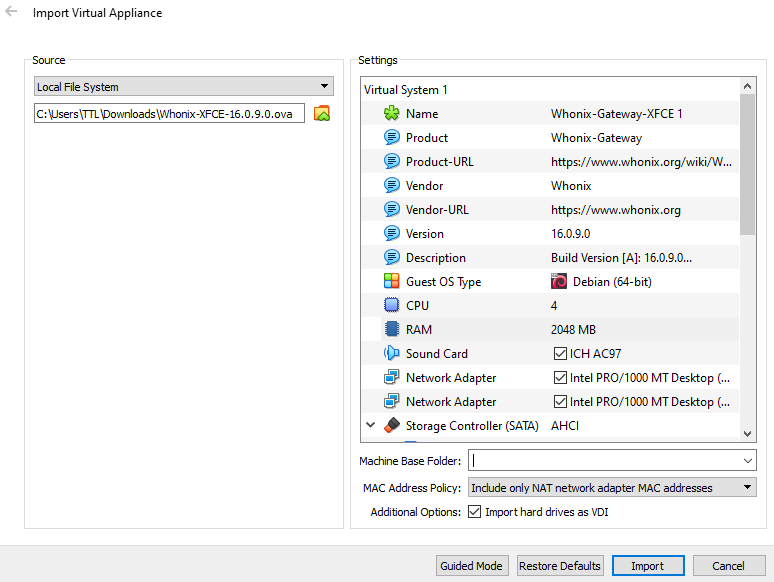 Import Virtual Appliance
Source
Local File System
C:\Users\TTL\Downloads\Whonix-XFCE-16.0.9.0.ova
Settings
Virtual System 1
Name Whonix-Gateway-XFCE 1
Product Whonix-Gateway
Product-URL https://www.whonix.org/wiki/W...
Vendor Whonix
Vendor-URL https://www.whonix.org
Version 16.0.9.0
Description Build Version [A]: 16.0.9.0...
Guest OS Type Debian (64-bit)
CPU 4
RAM 2048 MB
Sound Card ICH AC97
Network Adapter Intel PRO/1000 MT Desktop (...
Network Adapter Intel PRO/1000 MT Desktop (...
Storage Controller (SATA) AHCI
Machine Base Folder:
MAC Address Policy: Include only NAT network adapter MAC addresses
Additional Options: Import hard drives as VDI
Guided Mode Restore Defaults Import Cancel